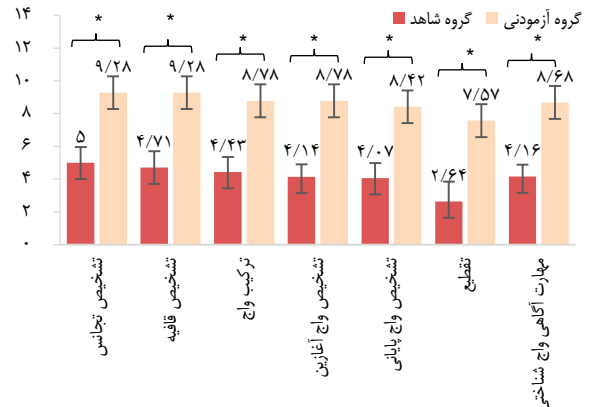 گروه آزمودنی گروه شاهد
۱۴
۱۲
۱۰
۸
۶
۴
۲
۰
* * * * * * *
۵ ۹/۲۸
۴/۷۱ ۹/۲۸
۴/۴۳ ۸/۷۸
۴/۱۴ ۸/۷۸
۴/۰۷ ۸/۴۲
۲/۶۴ ۷/۵۷
۴/۱۶ ۸/۶۸
تشخیص تجانس
تشخیص قافیه
ترکیب واج
تشخیص واج آغازین
تشخیص واج پایانی
تقطیع
مهارت آگاهی واج شناختی